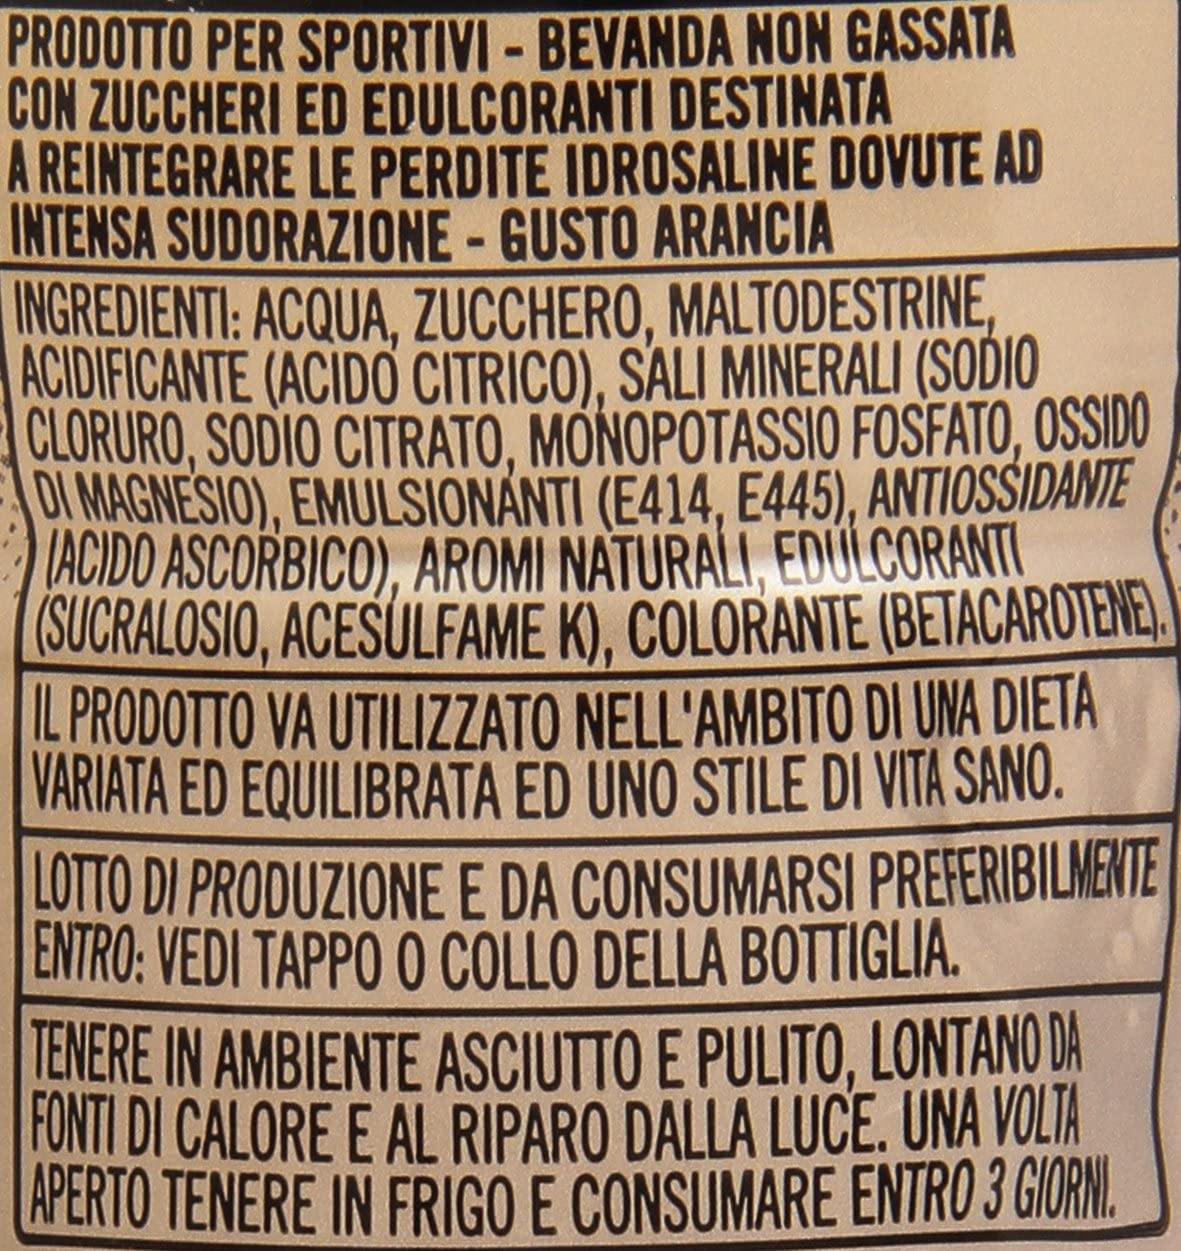 PRODOTTO PER SPORTIVI - BEVANDA NON GASSATA
CON ZUCCHERI ED EDULCORANTI DESTINATA
A REINTEGRARE LE PERDITE IDROSALINE DOVUTE AD
INTENSA SUDORAZIONE - GUSTO ARANCIA
INGREDIENTI: ACQUA, ZUCCHERO, MALTODESTRINE,
ACIDIFICANTE (ACIDO CITRICO), SALI MINERALI (SODIO
CLORURO, SODIO CITRATO, MONOPOTASSIO FOSFATO, OSSIDO
DI MAGNESIO), EMULSIONANTI (E414, E445), ANTIOSSIDANTE
(ACIDO ASCORBICO), AROMI NATURALI, EDULCORANTI
(SUCRALOSIO, ACESULFAME K), COLORANTE (BETACAROTENE).
IL PRODOTTO VA UTILIZZATO NELL'AMBITO DI UNA DIETA
VARIATA ED EQUILIBRATA ED UNO STILE DI VITA SANO.
LOTTO DI PRODUZIONE E DA CONSUMARSI PREFERIBILMENTE
ENTRO: VEDI TAPPO O COLLO DELLA BOTTIGLIA.
TENERE IN AMBIENTE ASCIUTTO E PULITO, LONTANO DA
FONTI DI CALORE E AL RIPARO DALLA LUCE. UNA VOLTA
APERTO TENERE IN FRIGO E CONSUMARE ENTRO 3 GIORNI.